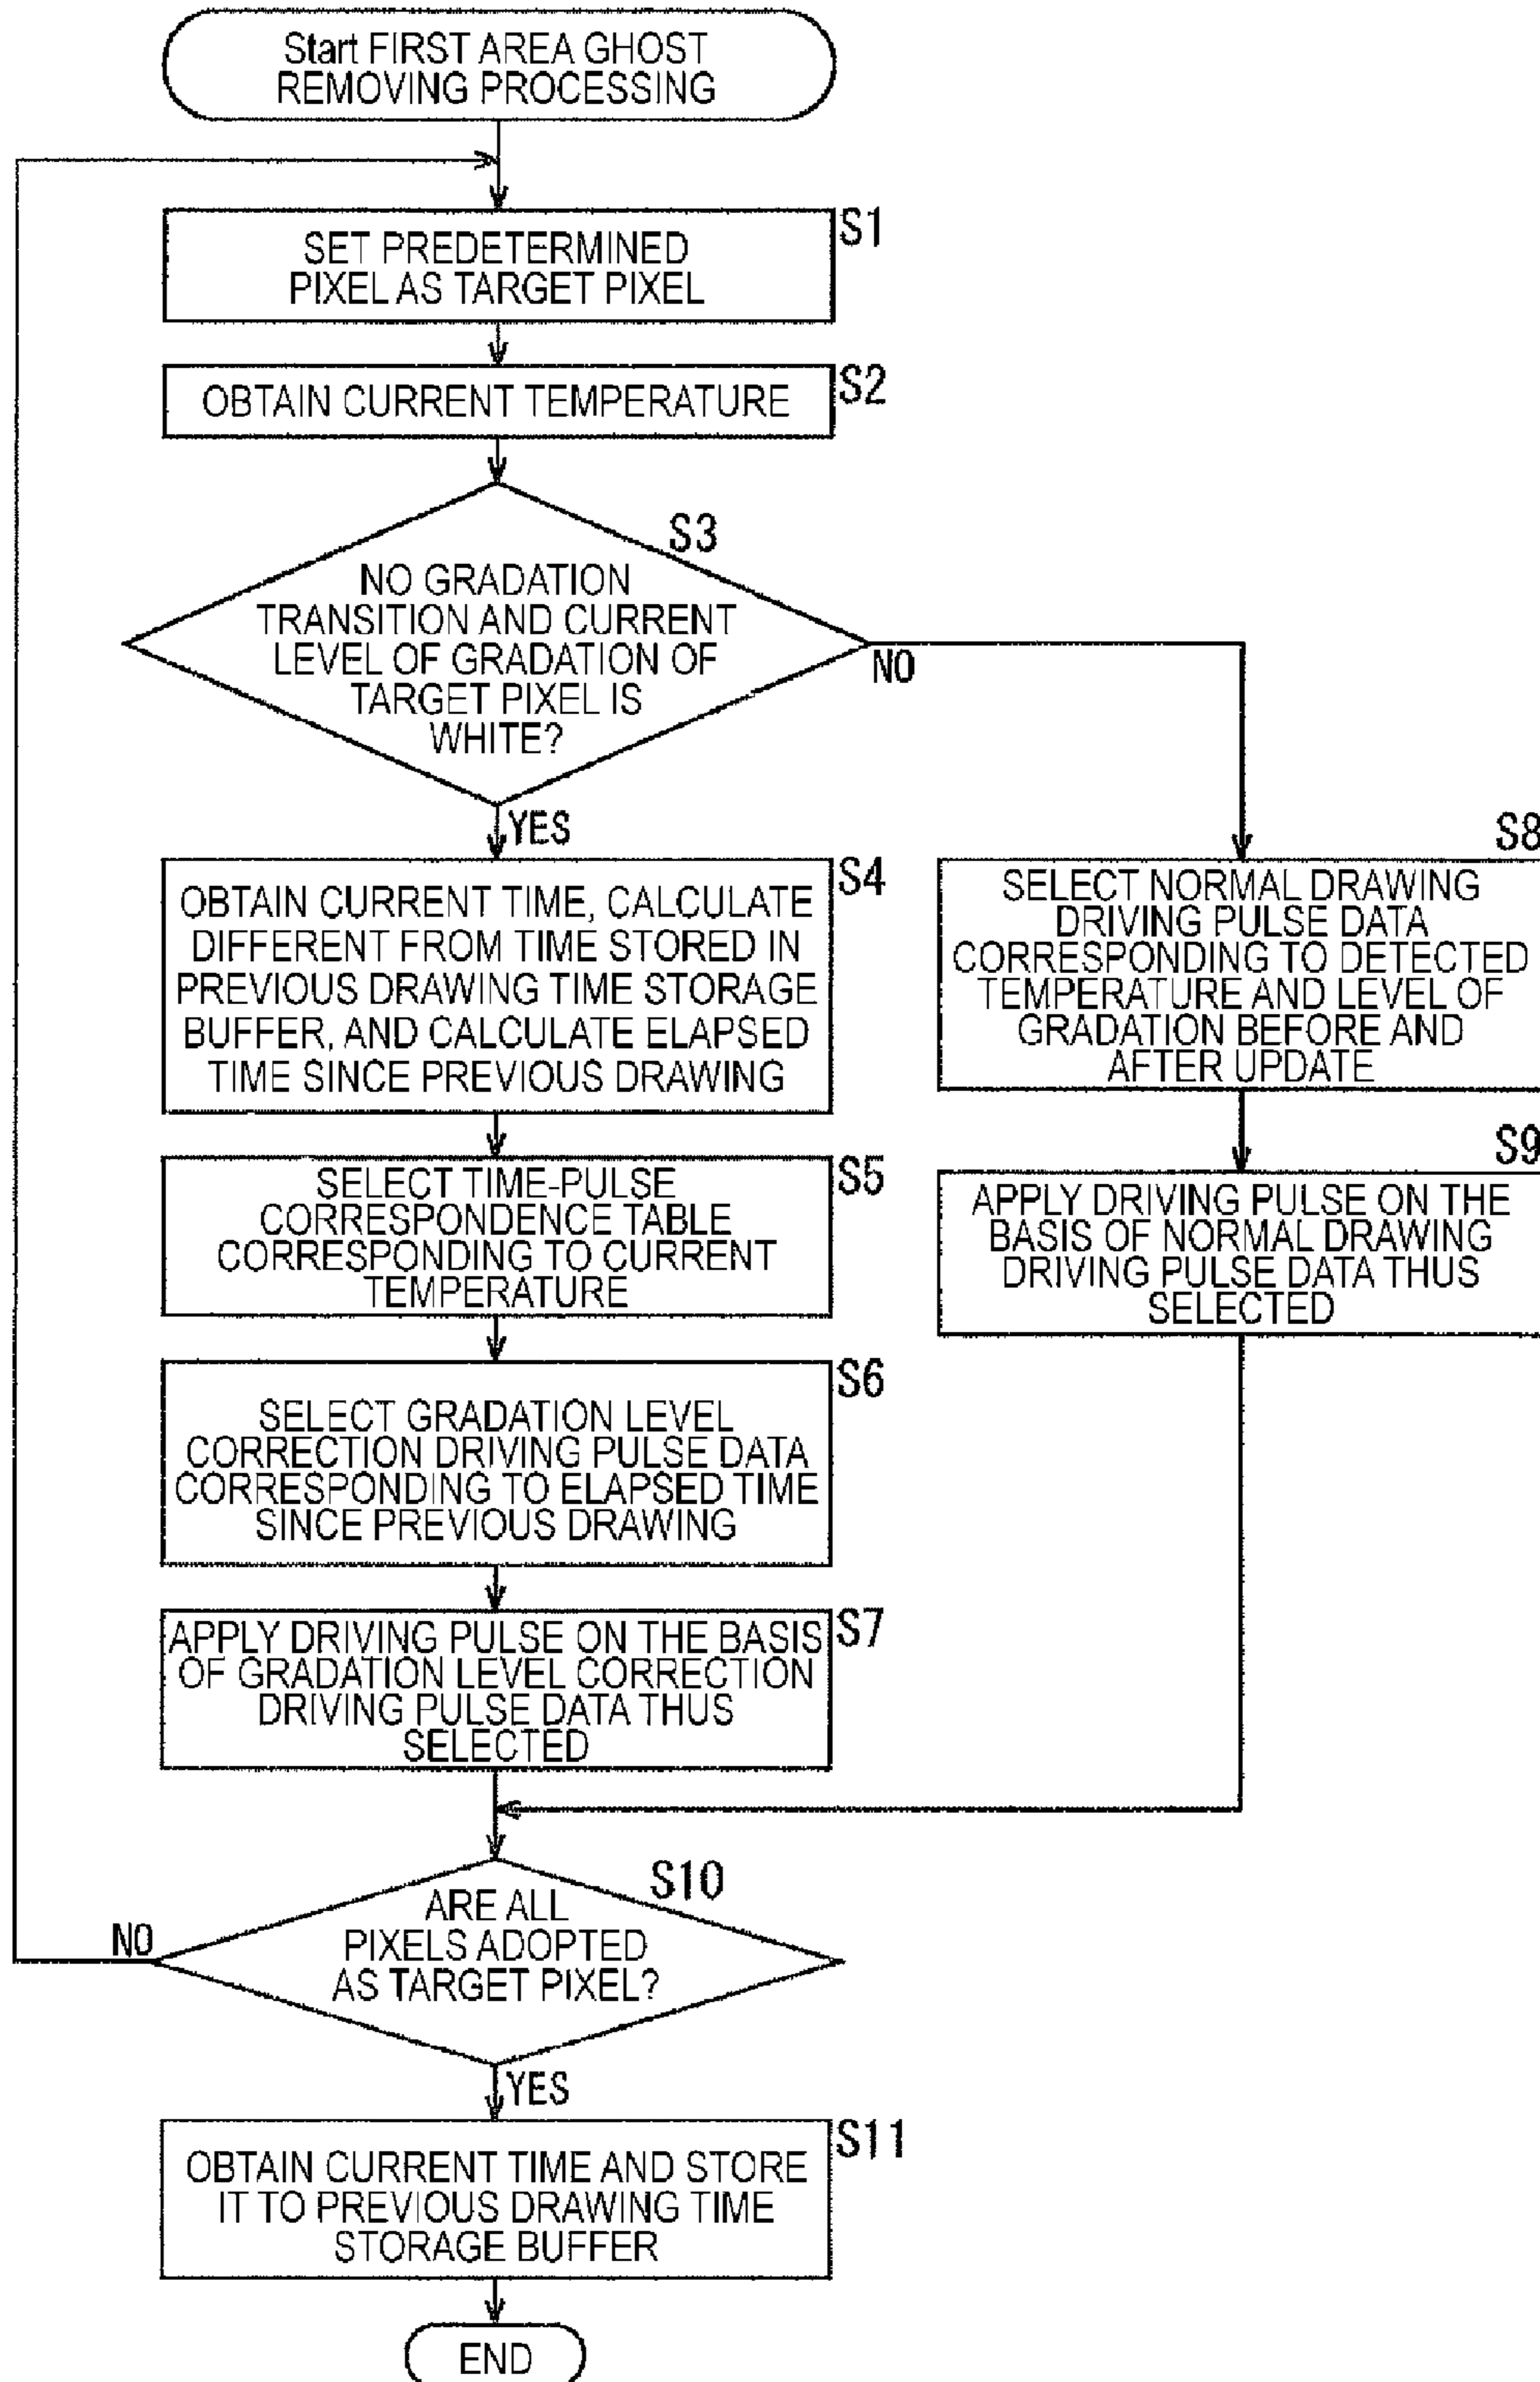 Start FIRST AREA GHOST
REMOVING PROCESSING
S1
SET PREDETERMINED
PIXEL AS TARGET PIXEL
S2
OBTAIN CURRENT TEMPERATURE
S3
NO GRADATION
TRANSITION AND CURRENT
LEVEL OF GRADATION OF
TARGET PIXEL IS
WHITE?
NO
YES
S4
OBTAIN CURRENT TIME, CALCULATE
DIFFERENT FROM TIME STORED IN
PREVIOUS DRAWING TIME STORAGE
BUFFER, AND CALCULATE ELAPSED
TIME SINCE PREVIOUS DRAWING
S5
SELECT TIME-PULSE
CORRESPONDENCE TABLE
CORRESPONDING TO CURRENT
TEMPERATURE
S6
SELECT GRADATION LEVEL
CORRECTION DRIVING PULSE DATA
CORRESPONDING TO ELAPSED TIME
SINCE PREVIOUS DRAWING
S7
APPLY DRIVING PULSE ON THE BASIS
OF GRADATION LEVEL CORRECTION
DRIVING PULSE DATA THUS
SELECTED
S8
SELECT NORMAL DRAWING
DRIVING PULSE DATA
CORRESPONDING TO DETECTED
TEMPERATURE AND LEVEL OF
GRADATION BEFORE AND
AFTER UPDATE
S9
APPLY DRIVING PULSE ON THE
BASIS OF NORMAL DRAWING
DRIVING PULSE DATA THUS
SELECTED
S10
ARE ALL
PIXELS ADOPTED
AS TARGET PIXEL?
NO
YES
S11
OBTAIN CURRENT TIME AND STORE
IT TO PREVIOUS DRAWING TIME
STORAGE BUFFER
END